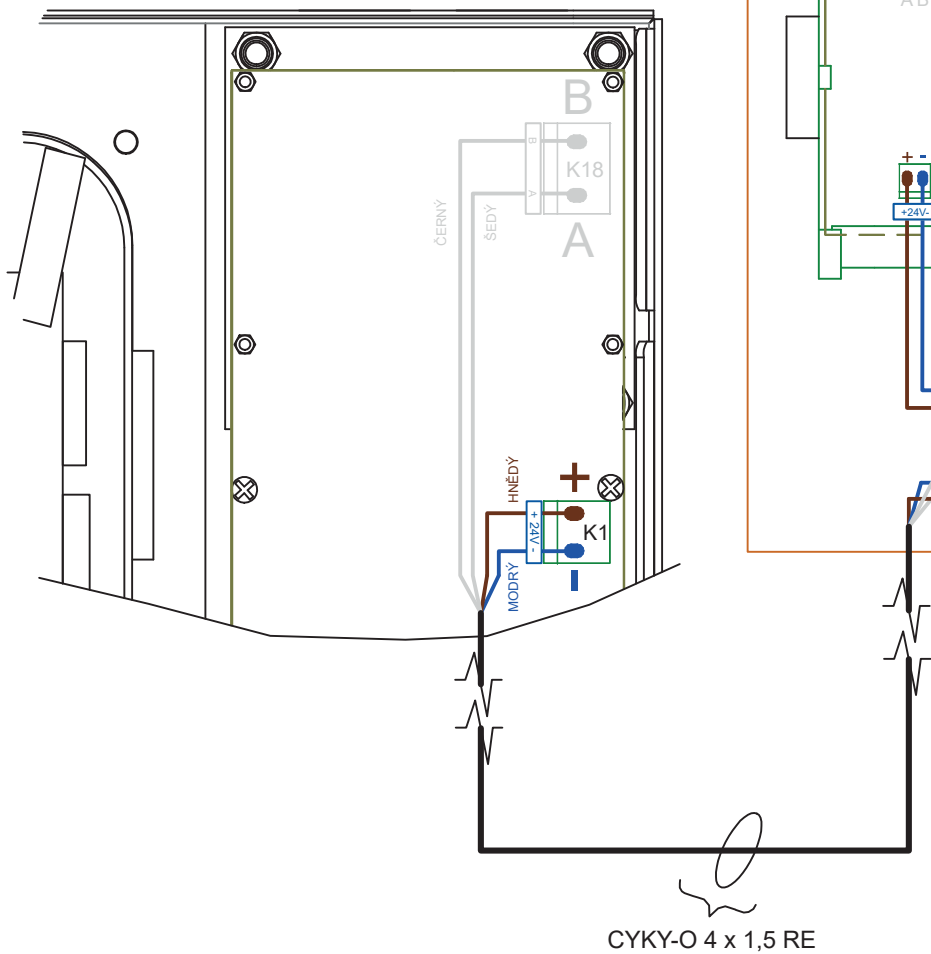 A B
B
B
K18
A
A
ČERNÝ
ŠEDÝ
+ -
+24V-
HNĚDÝ
+
+ 24V -
K1
-
MODRÝ
CYKY-O 4 x 1,5 RE